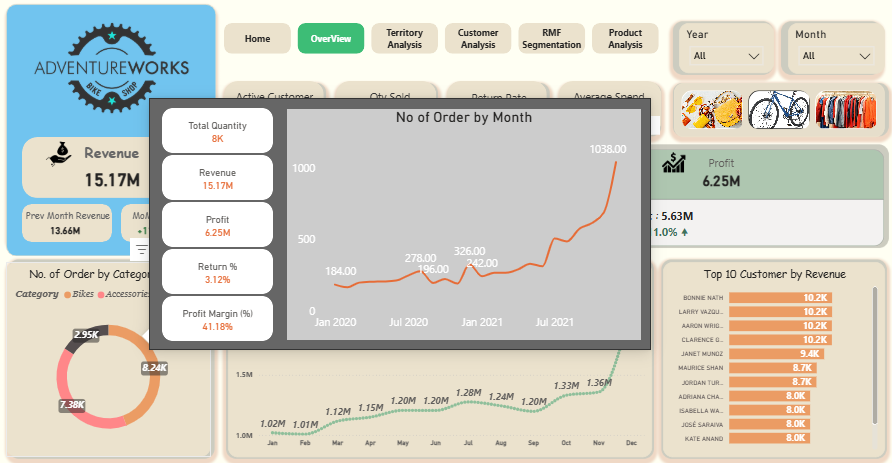 ADVENTUREWORKS
BIKE SHOP
Home
OverView
Territory
Analysis
Customer
Analysis
RMF
Segmentation
Product
Analysis
Year
All
Month
All
Active Customer
Qty Sold
Return Rate
Average Spend
Revenue
15.17M
Prev Month Revenue
13.66M
MoM
+1
Profit
6.25M
: 5.63M
1.0%
Total Quantity
8K
Revenue
15.17M
Profit
6.25M
Return %
3.12%
Profit Margin (%)
41.18%
No of Order by Month
1000
500
0
184.00
278.00
196.00
326.00
242.00
1038.00
Jan 2020
Jul 2020
Jan 2021
Jul 2021
No. of Order by Catego
Category
Bikes
Accessories
2.95K
8.24K
7.38K
1.5M
1.0M
1.02M
1.01M
1.12M
1.15M
1.20M
1.20M
1.28M
1.24M
1.20M
1.33M
1.36M
Jan
Feb
Mar
Apr
May
Jun
Jul
Aug
Sep
Oct
Nov
Dec
Top 10 Customer by Revenue
BONNIE NATH 10.2K
LARRY VAZQU... 10.2K
AARON WRIG... 10.2K
CLARENCE G... 10.2K
JANET MUNOZ 9.4K
MAURICE SHAN 8.7K
JORDAN TUR... 8.7K
ADRIANA CHA... 8.0K
ISABELLA WA... 8.0K
JOSÉ SARAIVA 8.0K
KATE ANAND 8.0K